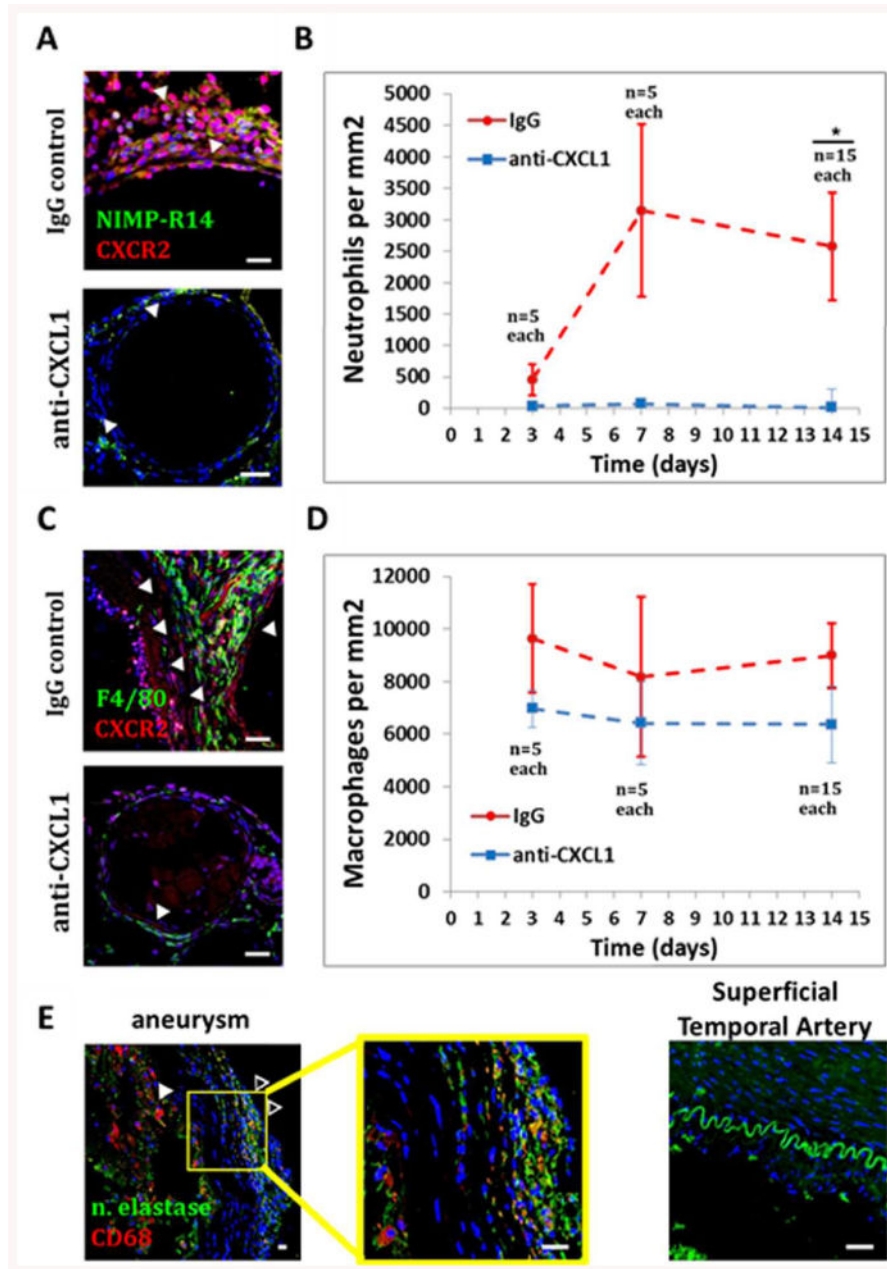 A
IgG control
NIMP-R14
CXCR2
anti-CXCL1
B
5000
4500
4000
3500
3000
2500
2000
1500
1000
500
0
Neutrophils per mm2
IgG
anti-CXCL1
n=5
each
n=5
each
*
n=15
each
0 1 2 3 4 5 6 7 8 9 10 11 12 13 14 15
Time (days)
C
IgG control
F4/80
CXCR2
anti-CXCL1
D
12000
10000
8000
6000
4000
2000
0
Macrophages per mm2
n=5
each
n=5
each
n=15
each
IgG
anti-CXCL1
0 1 2 3 4 5 6 7 8 9 10 11 12 13 14 15
Time (days)
E
aneurysm
n. elastase
CD68
Superficial
Temporal Artery